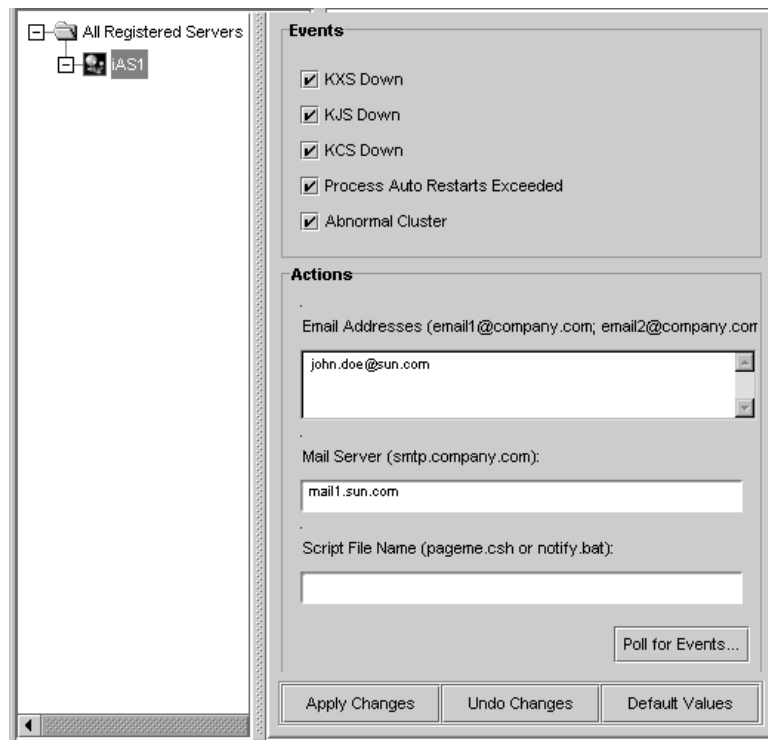 All Registered Servers
iAS1
Events
KXS Down
KJS Down
KCS Down
Process Auto Restarts Exceeded
Abnormal Cluster
Actions
Email Addresses (email1@company.com; email2@company.com
john.doe@sun.com
Mail Server (smtp.company.com):
mail1.sun.com
Script File Name (pageme.csh or notify.bat):
Poll for Events...
Apply Changes
Undo Changes
Default Values